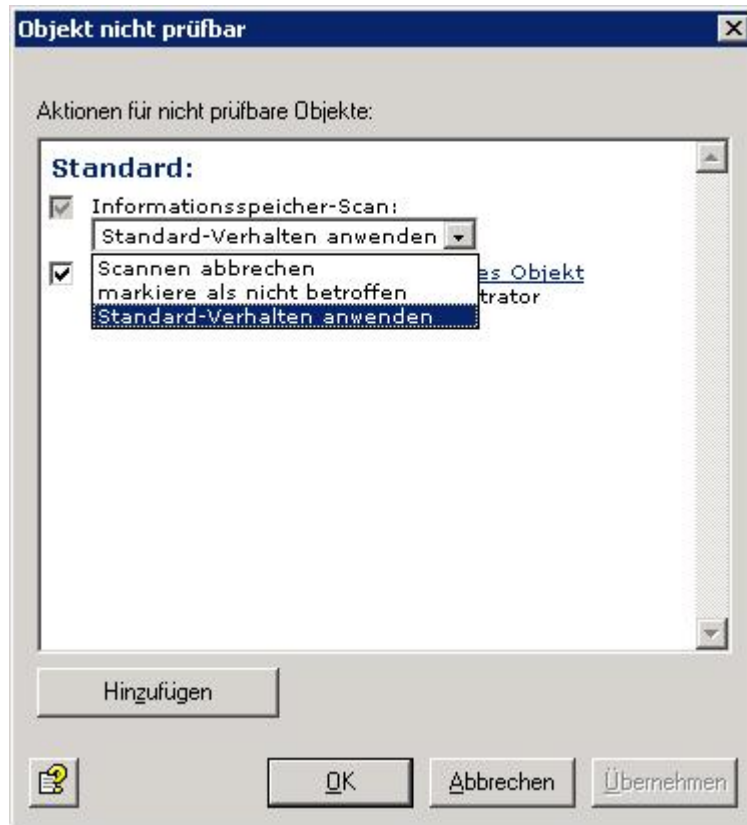 Objekt nicht prüfbar
Aktionen für nicht prüfbare Objekte:
Standard:
Informationsspeicher-Scan:
Standard-Verhalten anwenden
Scannen abbrechen
es Objekt
markiere als nicht betroffen
trator
Standard-Verhalten anwenden
Hinzufügen
OK Abbrechen Übernehmen